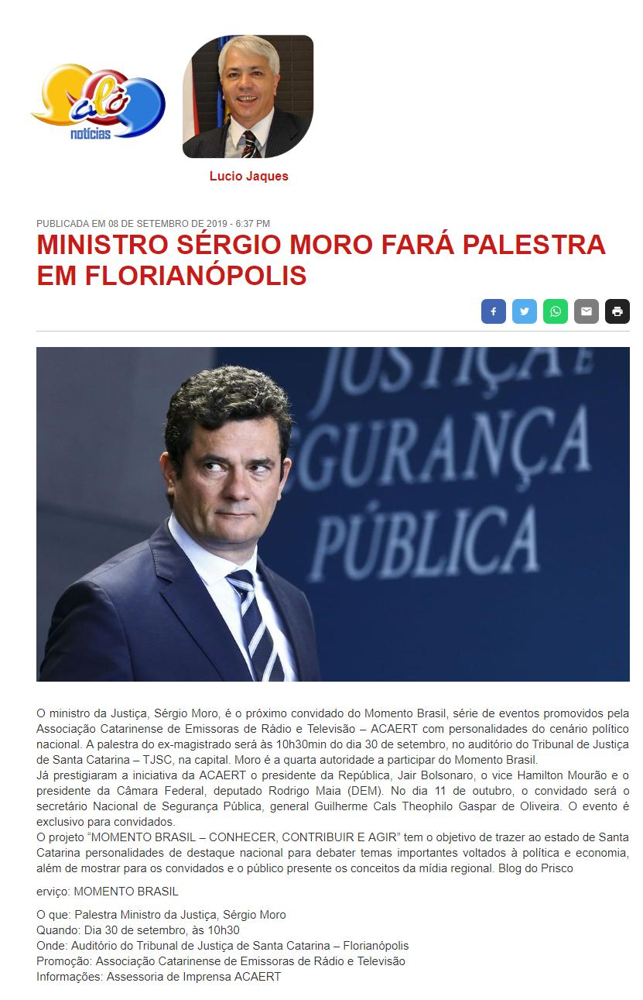 alô
notícias
Lucio Jaques
PUBLICADA EM 08 DE SETEMBRO DE 2019 - 6:37 PM
MINISTRO SÉRGIO MORO FARÁ PALESTRA
EM FLORIANÓPOLIS
JUSTIÇA E
EGURANÇA
PÚBLICA
O ministro da Justiça, Sérgio Moro, é o próximo convidado do Momento Brasil, série de eventos promovidos pela
Associação Catarinense de Emissoras de Rádio e Televisão – ACAERT com personalidades do cenário político
nacional. A palestra do ex-magistrado será às 10h30min do dia 30 de setembro, no auditório do Tribunal de Justiça
de Santa Catarina – TJSC, na capital. Moro é a quarta autoridade a participar do Momento Brasil.
Já prestigiaram a iniciativa da ACAERT o presidente da República, Jair Bolsonaro, o vice Hamilton Mourão e o
presidente da Câmara Federal, deputado Rodrigo Maia (DEM). No dia 11 de outubro, o convidado será o
secretário Nacional de Segurança Pública, general Guilherme Cals Theophilo Gaspar de Oliveira. O evento é
exclusivo para convidados.
O projeto “MOMENTO BRASIL – CONHECER, CONTRIBUIR E AGIR” tem o objetivo de trazer ao estado de Santa
Catarina personalidades de destaque nacional para debater temas importantes voltados à política e economia,
além de mostrar para os convidados e o público presente os conceitos da mídia regional. Blog do Prisco
erviço: MOMENTO BRASIL
O que: Palestra Ministro da Justiça, Sérgio Moro
Quando: Dia 30 de setembro, às 10h30
Onde: Auditório do Tribunal de Justiça de Santa Catarina – Florianópolis
Promoção: Associação Catarinense de Emissoras de Rádio e Televisão
Informações: Assessoria de Imprensa ACAERT